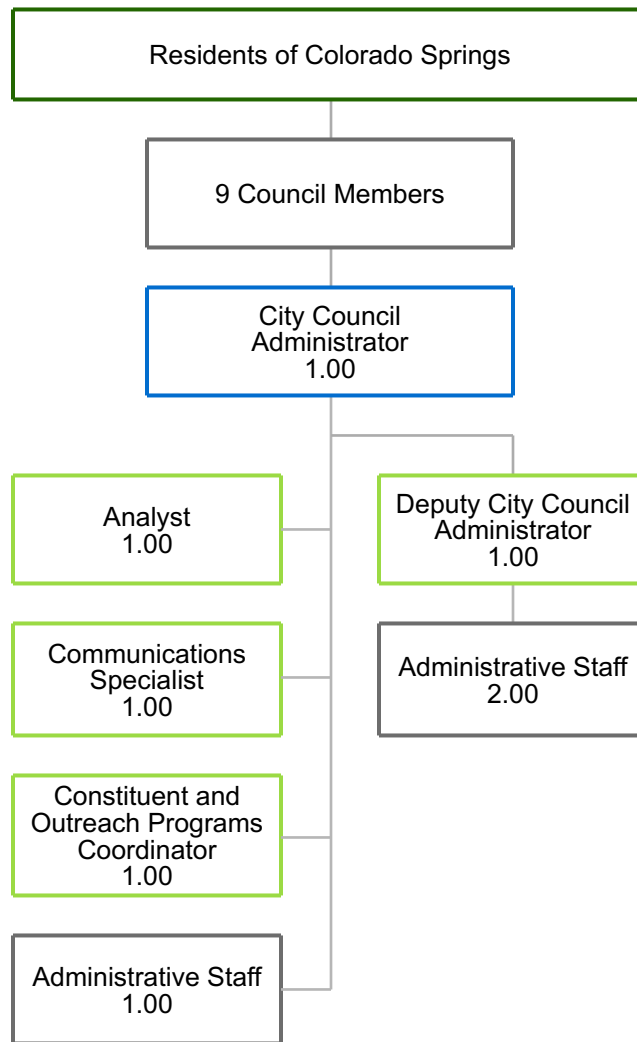 Residents of Colorado Springs
9 Council Members
City Council
Administrator
1.00
Analyst
1.00
Deputy City Council
Administrator
1.00
Communications
Specialist
1.00
Administrative Staff
2.00
Constituent and
Outreach Programs
Coordinator
1.00
Administrative Staff
1.00